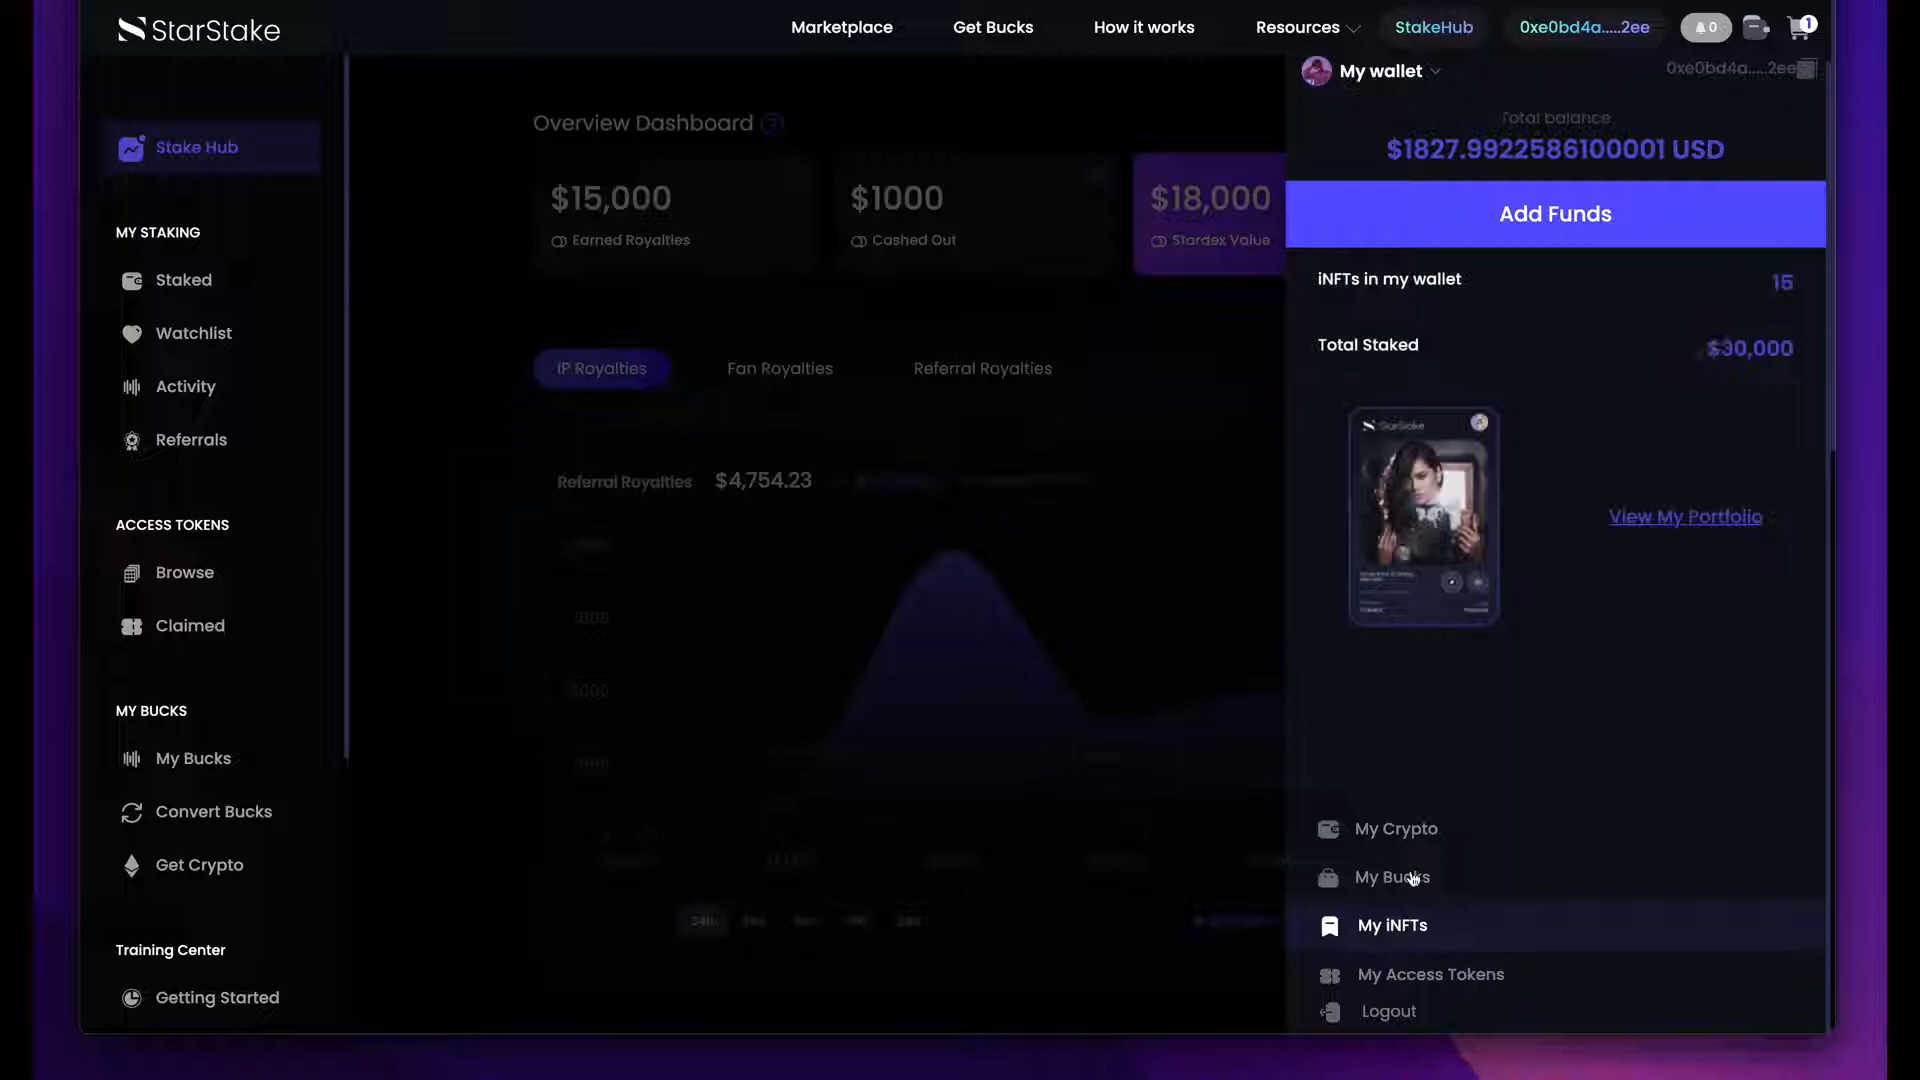 StarStake
Marketplace
Get Bucks
How it works
Resources
StakeHub
0xe0bd4a.....2ee
0
1
My wallet
0xe0bd4a.....2ee
Total balance
$1827.9922586100001 USD
Add Funds
iNFTs in my wallet
15
Total Staked
$30,000
StarStake
View My Portfolio
My Crypto
My Bucks
My iNFTs
My Access Tokens
Logout
Stake Hub
MY STAKING
Staked
Watchlist
Activity
Referrals
ACCESS TOKENS
Browse
Claimed
MY BUCKS
My Bucks
Convert Bucks
Get Crypto
Training Center
Getting Started
Overview Dashboard
$15,000
Earned Royalties
$1000
Cashed Out
$18,000
Stardex Value
IP Royalties
Fan Royalties
Referral Royalties
Referral Royalties $4,754.23
24h